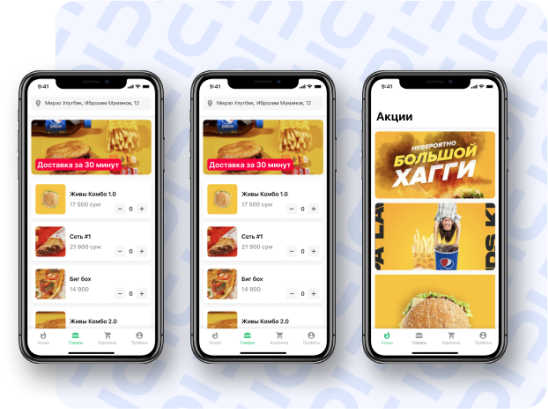 9:41
Мирзо Улугбек, Иброхим Муминов, 12
pepsi
Доставка за 30 минут
Живы Комбо 1.0
17 500 сум
− 0 +
Сеть #1
21 900 сум
− 0 +
Биг бох
14 900
− 0 +
Живы Комбо 2.0
Акции
Товары
Корзина
Профиль
9:41
Мирзо Улугбек, Иброхим Муминов, 12
pepsi
Доставка за 30 минут
Живы Комбо 1.0
17 500 сум
− 0 +
Сеть #1
21 900 сум
− 0 +
Биг бох
14 900
− 0 +
Живы Комбо 2.0
Акции
Товары
Корзина
Профиль
9:41
Акции
НЕВЕРОЯТНО
БОЛЬШОЙ
ХАГГИ
Акции
Товары
Корзина
Профиль